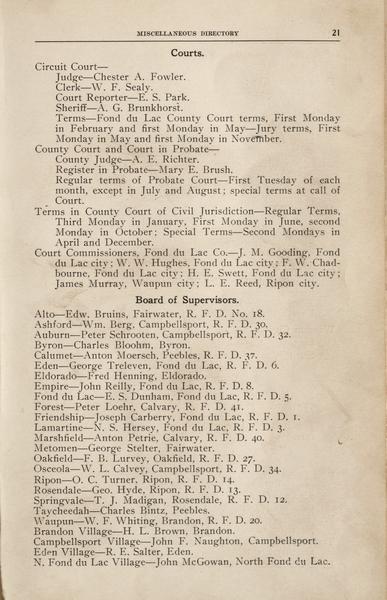 MISCELLANEOUS DIRECTORY 21
Courts.
Circuit Court—
Judge—Chester A. Fowler.
Clerk—W. F. Sealy.
Court Reporter—E. S. Park.
Sheriff—A. G. Brunkhorst.
Terms—Fond du Lac County Court terms, First Monday
in February and first Monday in May—Jury terms, First
Monday in May and first Monday in November.
County Court and Court in Probate—
County Judge—A. E. Richter.
Register in Probate—Mary E. Brush.
Regular terms of Probate Court—First Tuesday of each
month, except in July and August; special terms at call of
Court.
Terms in County Court of Civil Jurisdiction—Regular Terms,
Third Monday in January, First Monday in June, second
Monday in October; Special Terms—Second Mondays in
April and December.
Court Commissioners, Fond du Lac Co.—J. M. Gooding, Fond
du Lac city; W. W. Hughes, Fond du Lac city; F. W. Chad-
bourne, Fond du Lac city; H. E. Swett, Fond du Lac city;
James Murray, Waupun city; L. E. Reed, Ripon city.
Board of Supervisors.
Alto—Edw. Bruins, Fairwater, R. F. D. No. 18.
Ashford—Wm. Berg, Campbellsport, R. F. D. 30.
Auburn—Peter Schrooten, Campbellsport, R. F. D. 32.
Byron—Charles Bloohm, Byron.
Calumet—Anton Moersch, Peebles, R. F. D. 37.
Eden—George Treleven, Fond du Lac, R. F. D. 6.
Eldorado—Fred Henning, Eldorado.
Empire—John Reilly, Fond du Lac, R. F. D. 8.
Fond du Lac—E. S. Dunham, Fond du Lac, R. F. D. 5.
Forest—Peter Loehr, Calvary, R. F. D. 41.
Friendship—Joseph Carberry, Fond du Lac, R. F. D. 1.
Lamartine—N. S. Hersey, Fond du Lac, R. F. D. 3.
Marshfield—Anton Petrie, Calvary, R. F. D. 40.
Metomen—George Stelter, Fairwater.
Oakfield—F. B. Lurvey, Oakfield, R. F. D. 27.
Osceola—W. L. Calvey, Campbellsport, R. F. D. 34.
Ripon—O. C. Turner, Ripon, R. F. D. 14.
Rosendale—Geo. Hyde, Ripon, R. F. D. 13.
Springvale—T. J. Madigan, Rosendale, R. F. D. 12.
Taycheedah—Charles Bintz, Peebles.
Waupun—W. F. Whiting, Brandon, R. F. D. 20.
Brandon Village—H. L. Brown, Brandon.
Campbellsport Village—John F. Naughton, Campbellsport.
Eden Village—R. E. Salter, Eden.
N. Fond du Lac Village—John McGowan, North Fond du Lac.